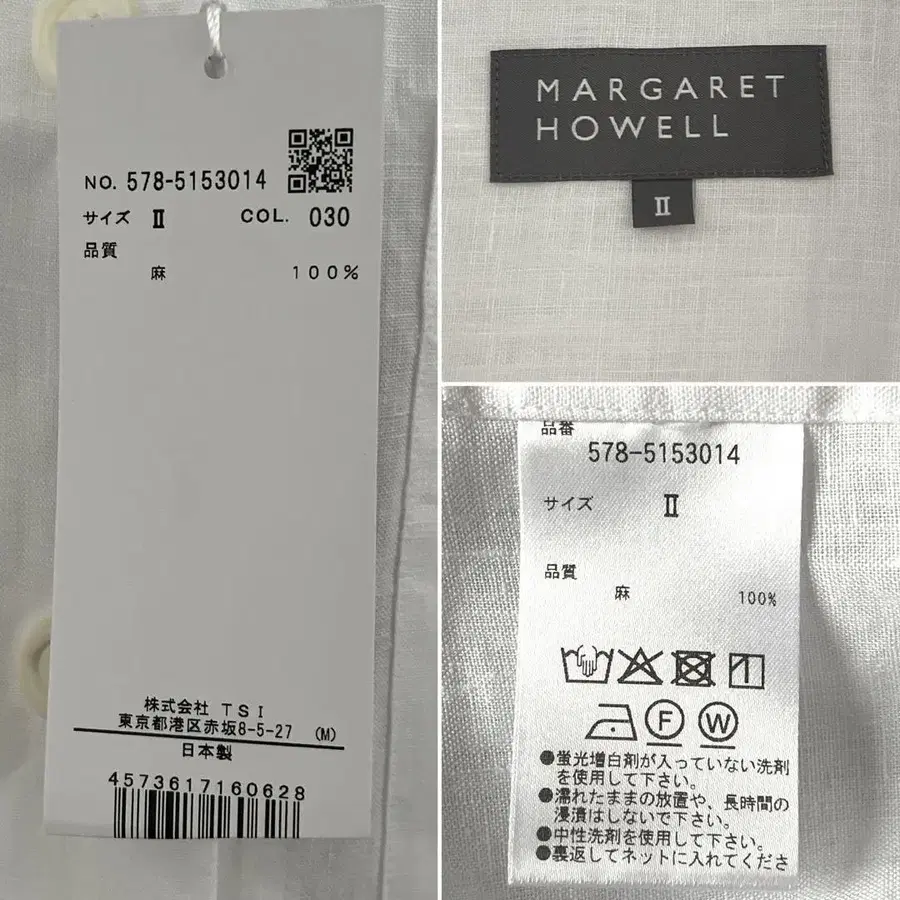 NO. 578-5153014
サイズ Ⅱ COL. 030
品質
麻 100%
株式会社 TSI
東京都港区赤坂8-5-27 (M)
日本製
4573617160628
MARGARET
HOWELL
Ⅱ
品番
578-5153014
サイズ Ⅱ
品質
麻 100%
F W
●蛍光増白剤が入っていない洗剤
を使用して下さい。
●濡れたままの放置や、長時間の
浸漬はしないで下さい。
●中性洗剤を使用して下さい。
●裏返してネットに入れてくださ